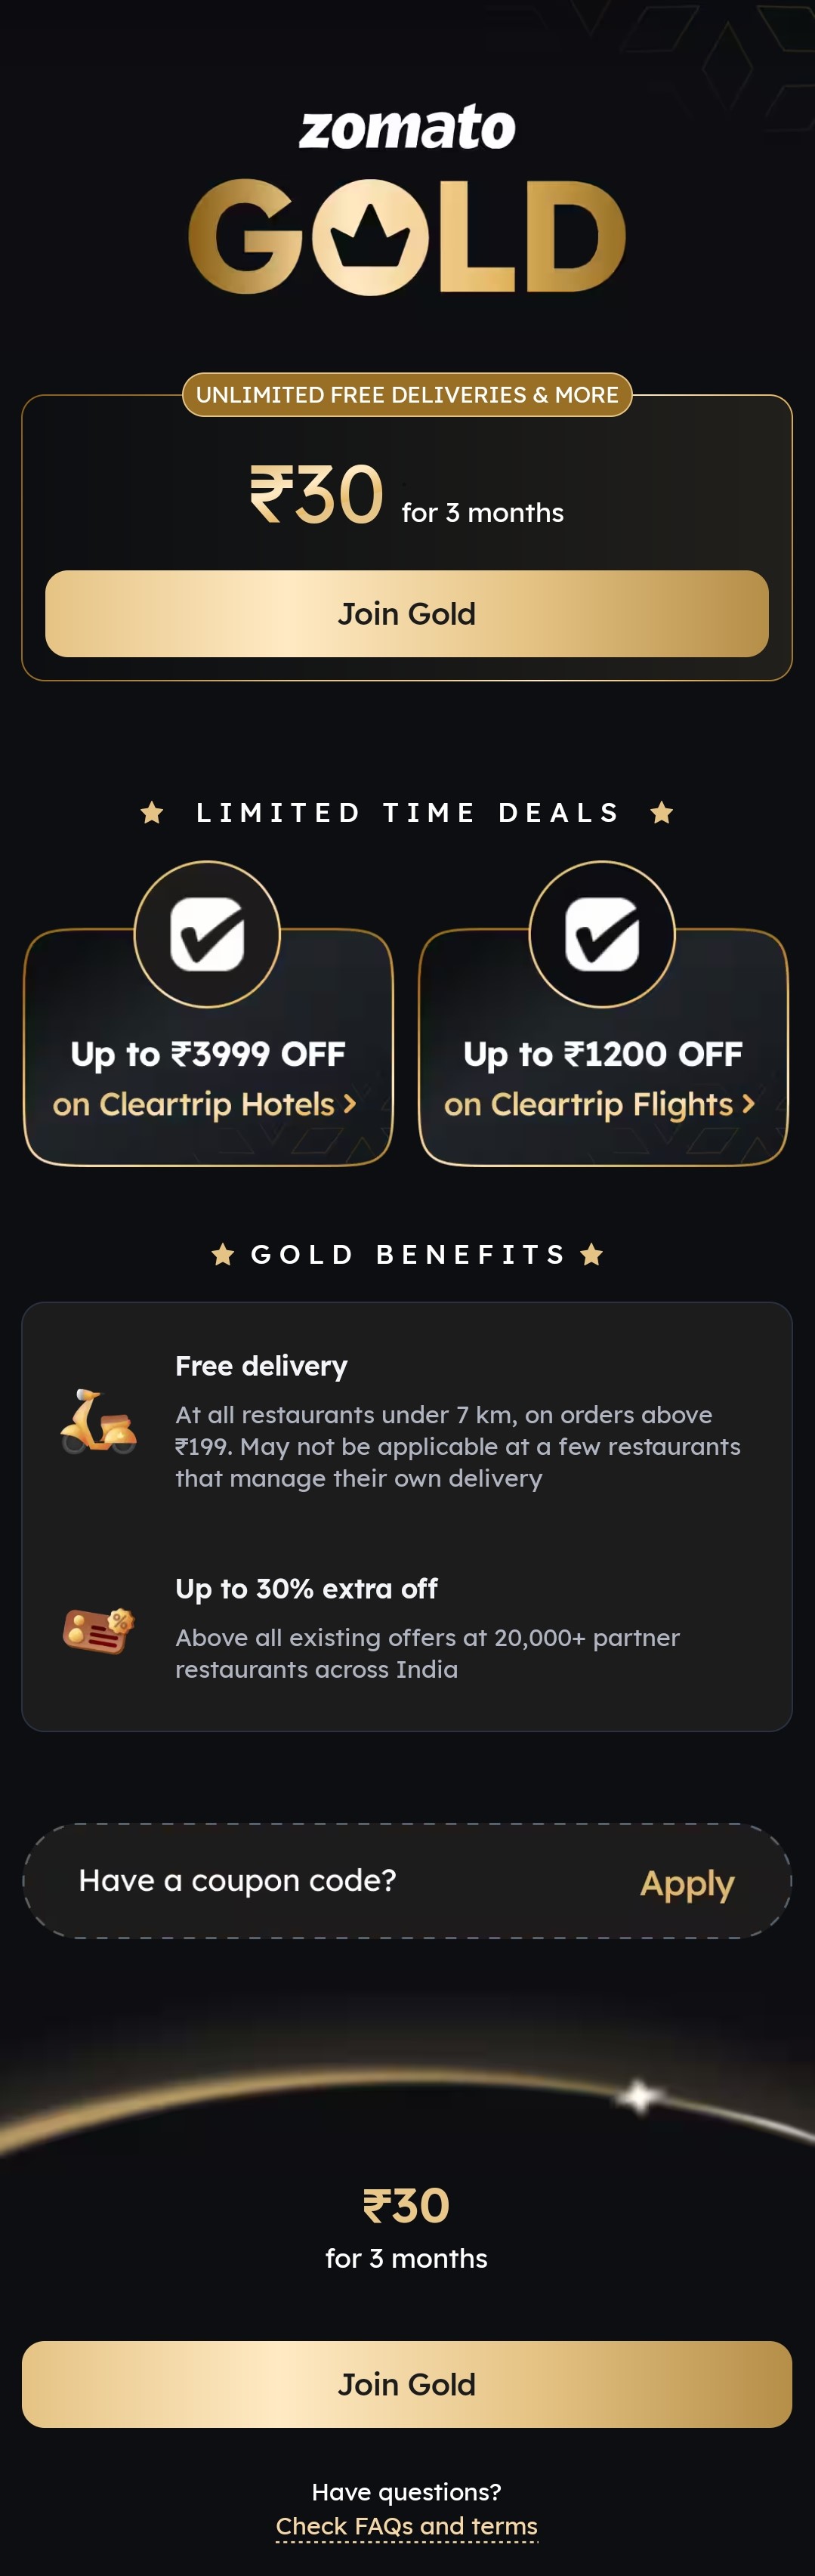 zomato
GOLD
UNLIMITED FREE DELIVERIES & MORE
₹30 for 3 months
Join Gold
LIMITED TIME DEALS
Up to ₹3999 OFF
on Cleartrip Hotels >
Up to ₹1200 OFF
on Cleartrip Flights >
GOLD BENEFITS
Free delivery
At all restaurants under 7 km, on orders above
₹199. May not be applicable at a few restaurants
that manage their own delivery
Up to 30% extra off
Above all existing offers at 20,000+ partner
restaurants across India
Have a coupon code? Apply
₹30
for 3 months
Join Gold
Have questions?
Check FAQs and terms